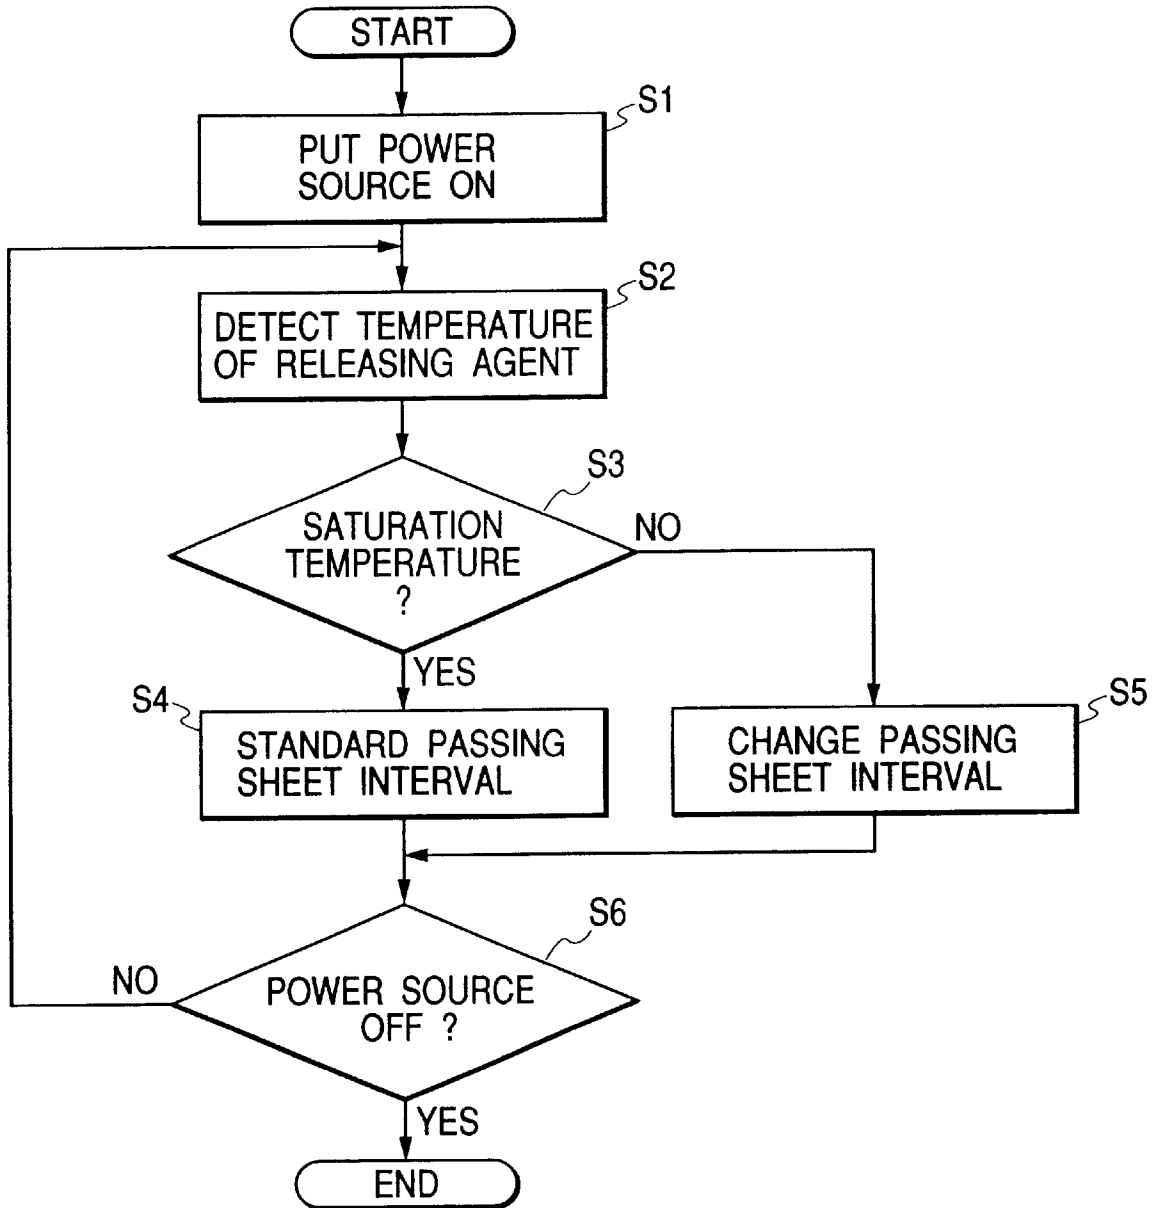 START
S1
PUT POWER
SOURCE ON
S2
DETECT TEMPERATURE
OF RELEASING AGENT
S3
SATURATION
TEMPERATURE
?
NO
YES
S4
STANDARD PASSING
SHEET INTERVAL
S5
CHANGE PASSING
SHEET INTERVAL
S6
POWER SOURCE
OFF ?
NO
YES
END